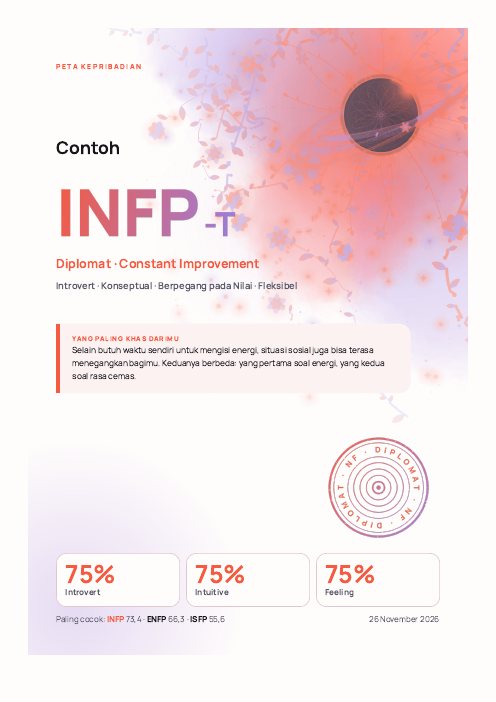 PETA KEPRIBADIAN
Contoh
INFP -T
Diplomat · Constant Improvement
Introvert · Konseptual · Berpegang pada Nilai · Fleksibel
YANG PALING KHAS DARIMU
Selain butuh waktu sendiri untuk mengisi energi, situasi sosial juga bisa terasa
menegangkan bagimu. Keduanya berbeda: yang pertama soal energi, yang kedua
soal rasa cemas.
DIPLOMAT · NF · DIPLOMAT · NF ·
75%
Introvert
75%
Intuitive
75%
Feeling
Paling cocok: INFP 73,4 · ENFP 66,3 · ISFP 55,6
26 November 2026